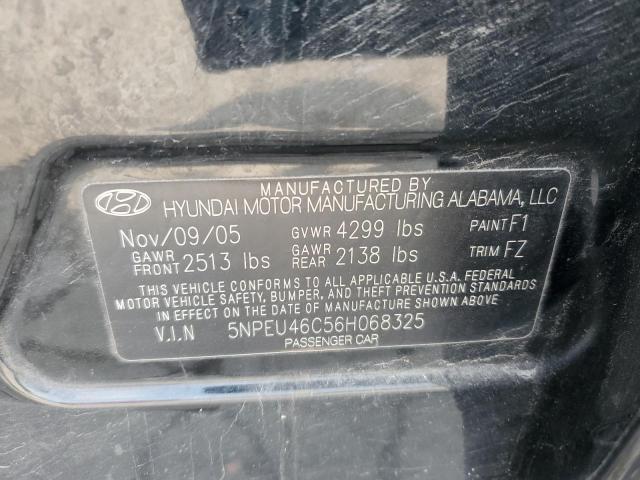 MANUFACTURED BY
HYUNDAI MOTOR MANUFACTURING ALABAMA, LLC
Nov/09/05 GVWR 4299 lbs PAINT F1
GAWR FRONT 2513 lbs GAWR REAR 2138 lbs TRIM FZ
THIS VEHICLE CONFORMS TO ALL APPLICABLE U.S.A. FEDERAL
MOTOR VEHICLE SAFETY, BUMPER, AND THEFT PREVENTION STANDARDS
IN EFFECT ON THE DATE OF MANUFACTURE SHOWN ABOVE
V.I.N 5NPEU46C56H068325
PASSENGER CAR